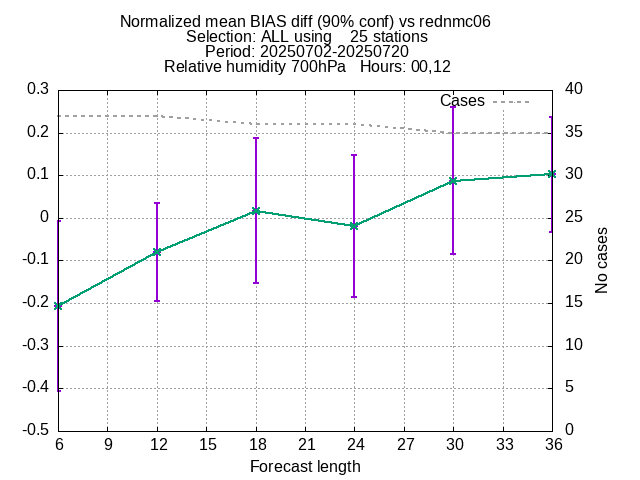 Normalized mean BIAS diff (90% conf) vs rednmc06
Selection: ALL using    25 stations
Period: 20250702-20250720
Relative humidity 700hPa   Hours: 00,12
Cases
0.3
0.2
0.1
0
-0.1
-0.2
-0.3
-0.4
-0.5
40
35
30
25
20
15
10
5
0
No cases
6 9 12 15 18 21 24 27 30 33 36
Forecast length